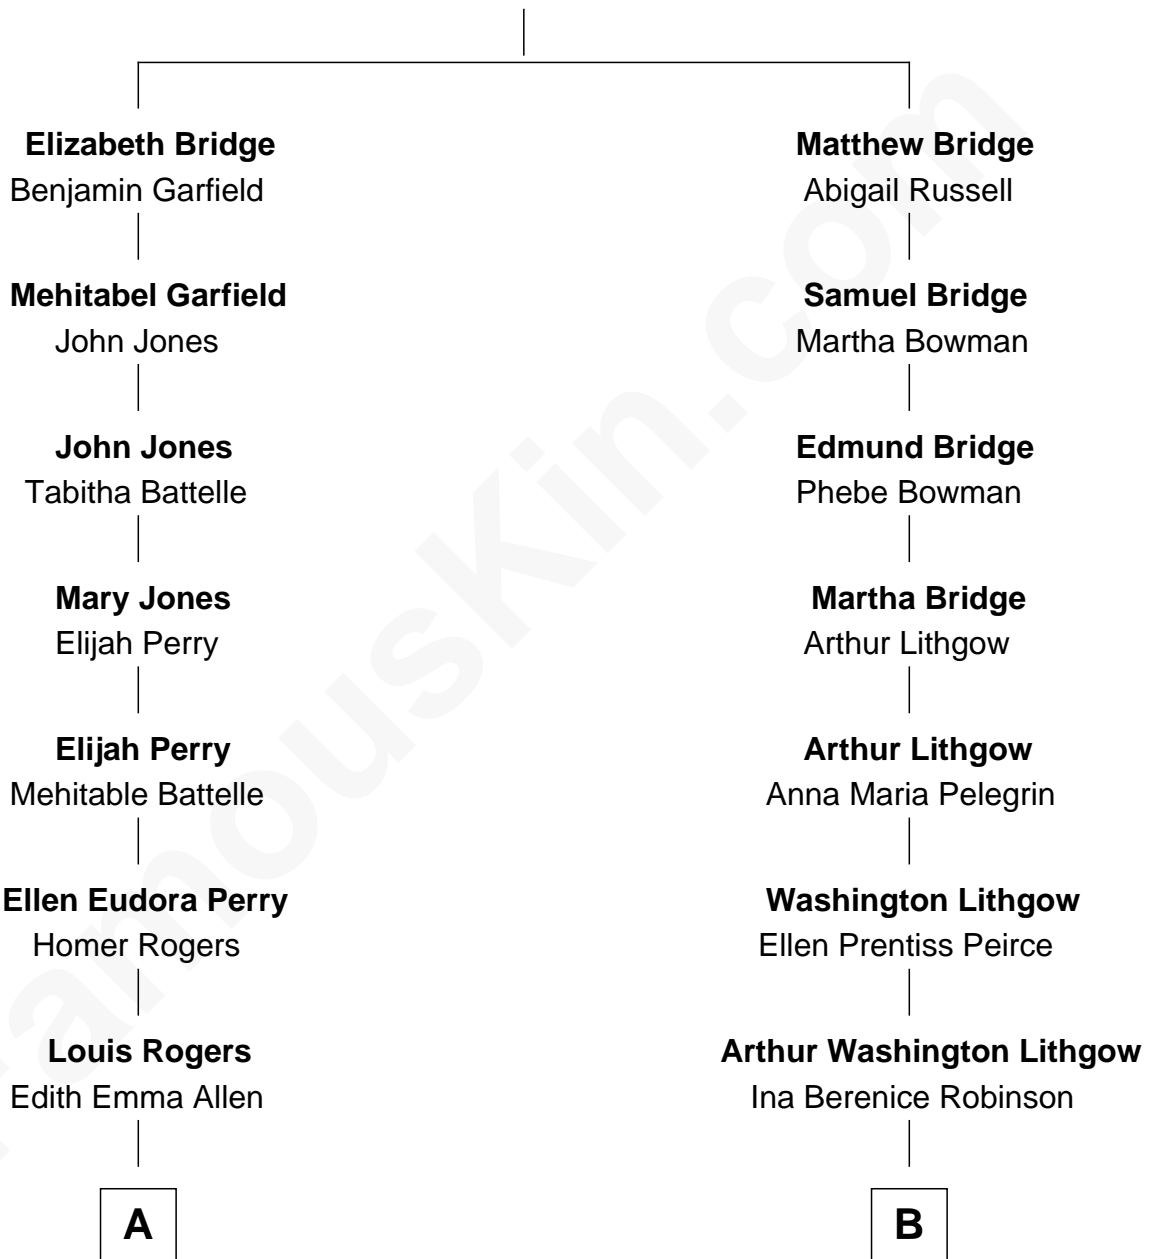 Elizabeth Bridge
Benjamin Garfield
Mehitabel Garfield
John Jones
John Jones
Tabitha Battelle
Mary Jones
Elijah Perry
Elijah Perry
Mehitable Battelle
Ellen Eudora Perry
Homer Rogers
Louis Rogers
Edith Emma Allen
A
Matthew Bridge
Abigail Russell
Samuel Bridge
Martha Bowman
Edmund Bridge
Phebe Bowman
Martha Bridge
Arthur Lithgow
Arthur Lithgow
Anna Maria Pelegrin
Washington Lithgow
Ellen Prentiss Peirce
Arthur Washington Lithgow
Ina Berenice Robinson
B
FamousKin.com